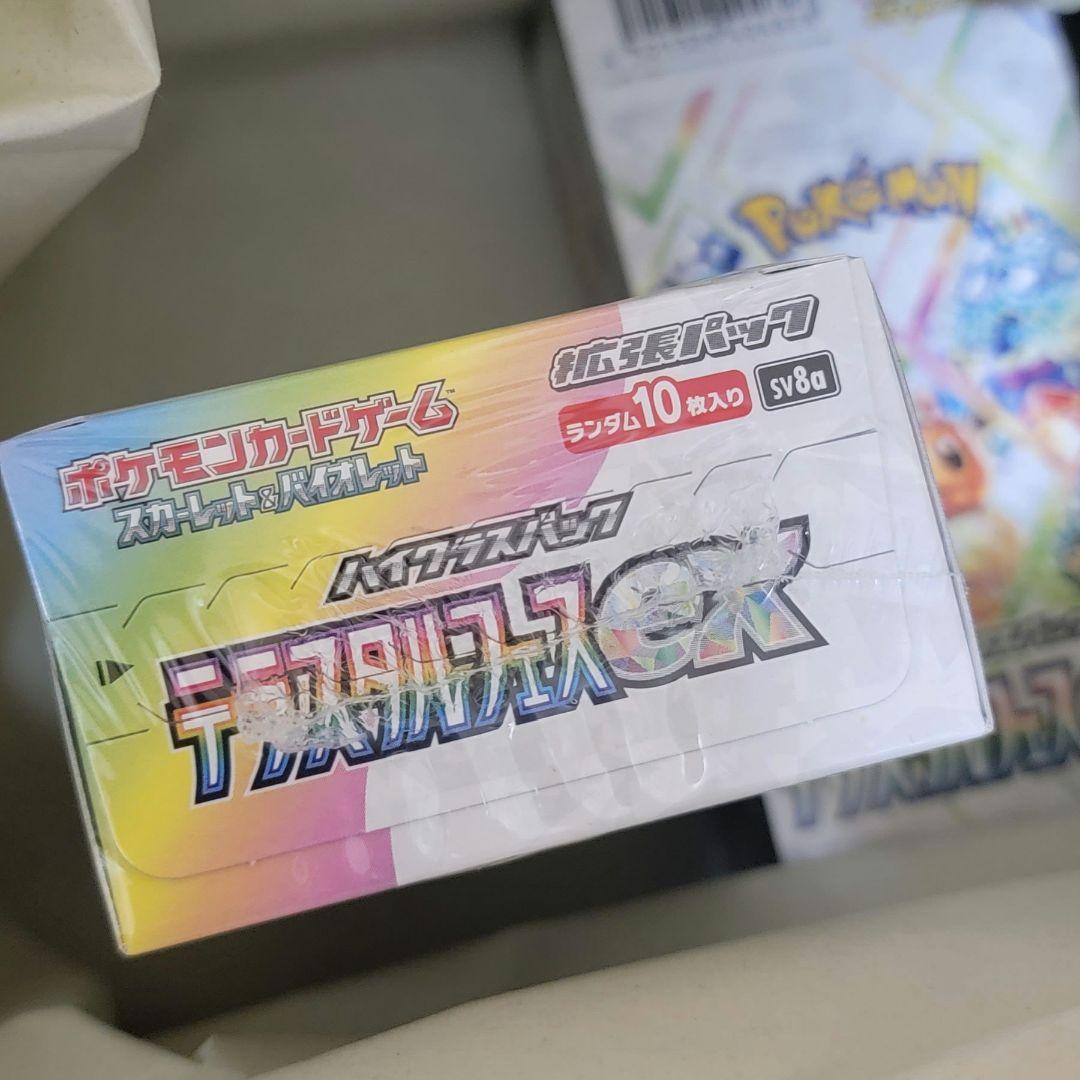 POKÉMON
拡張パック
ランダム10枚入り
SV8a
ポケモンカードゲーム™
スカーレット&バイオレット
ハイクラスパック
テラスタルフェスex